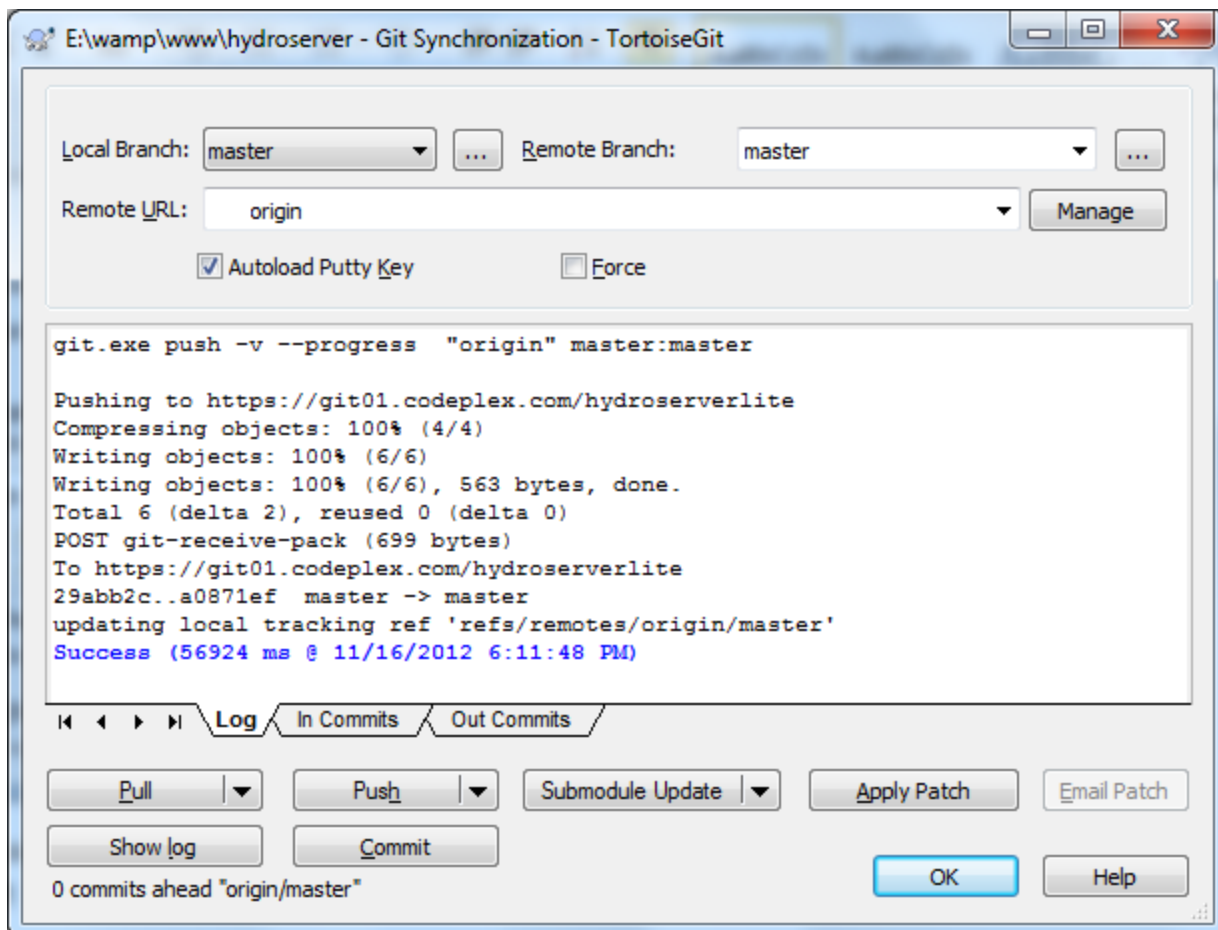 E:\wamp\www\hydroserver - Git Synchronization - TortoiseGit
Local Branch: master ... Remote Branch: master ...
Remote URL: origin Manage
Autoload Putty Key Force
git.exe push -v --progress  "origin" master:master
Pushing to https://git01.codeplex.com/hydroserverlite
Compressing objects: 100% (4/4)
Writing objects: 100% (6/6)
Writing objects: 100% (6/6), 563 bytes, done.
Total 6 (delta 2), reused 0 (delta 0)
POST git-receive-pack (699 bytes)
To https://git01.codeplex.com/hydroserverlite
29abb2c..a0871ef  master -> master
updating local tracking ref 'refs/remotes/origin/master'
Success (56924 ms @ 11/16/2012 6:11:48 PM)
Log In Commits Out Commits
Pull Push Submodule Update Apply Patch Email Patch
Show log Commit
0 commits ahead "origin/master" OK Help